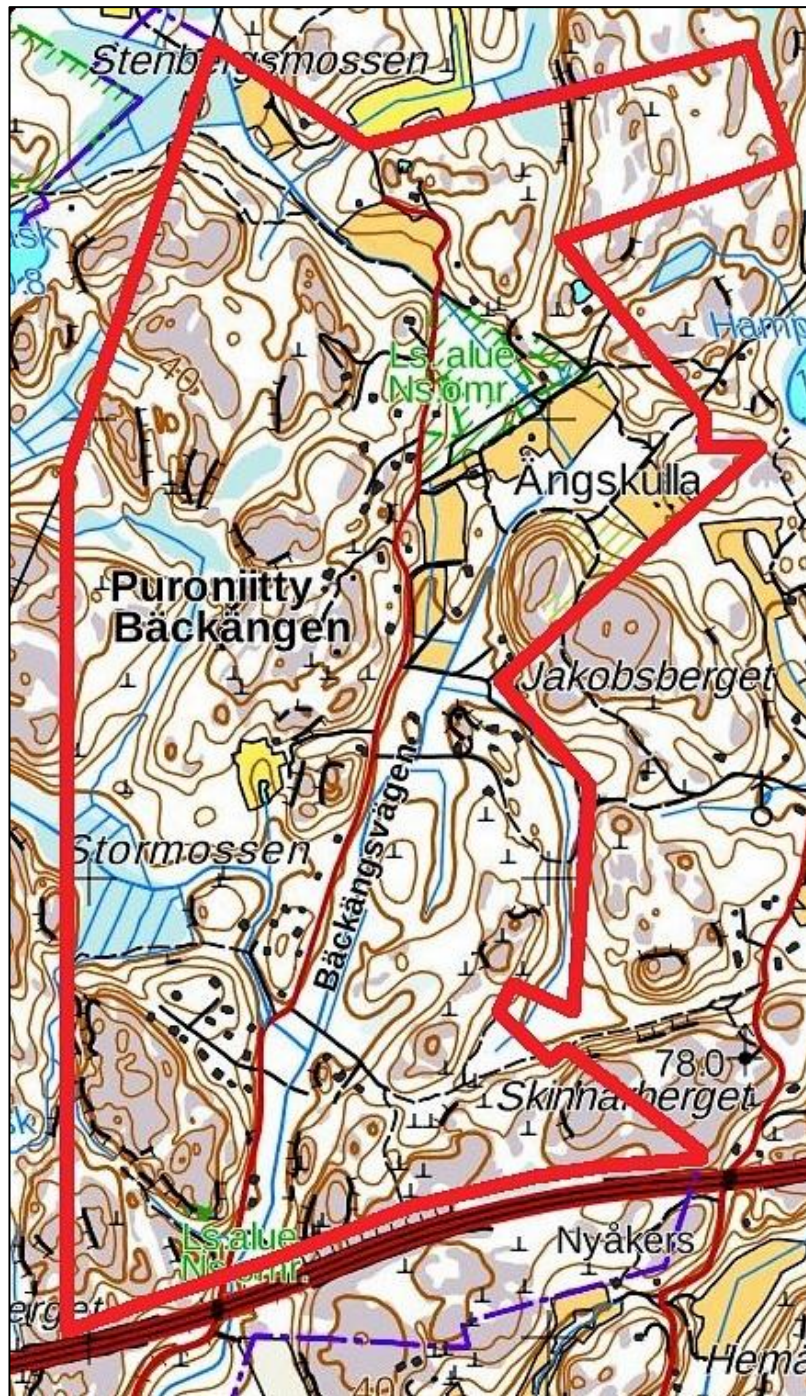 Stenbergsmossen
Ls.alue
Ns.omr.
Ängskulla
40
Puroniitty
Bäckängen
Jakobsberget
Bäckängsvägen
Stormossen
78.0
Skinnarberget
Ls.alue
Ns.omr.
Nyåkers
40